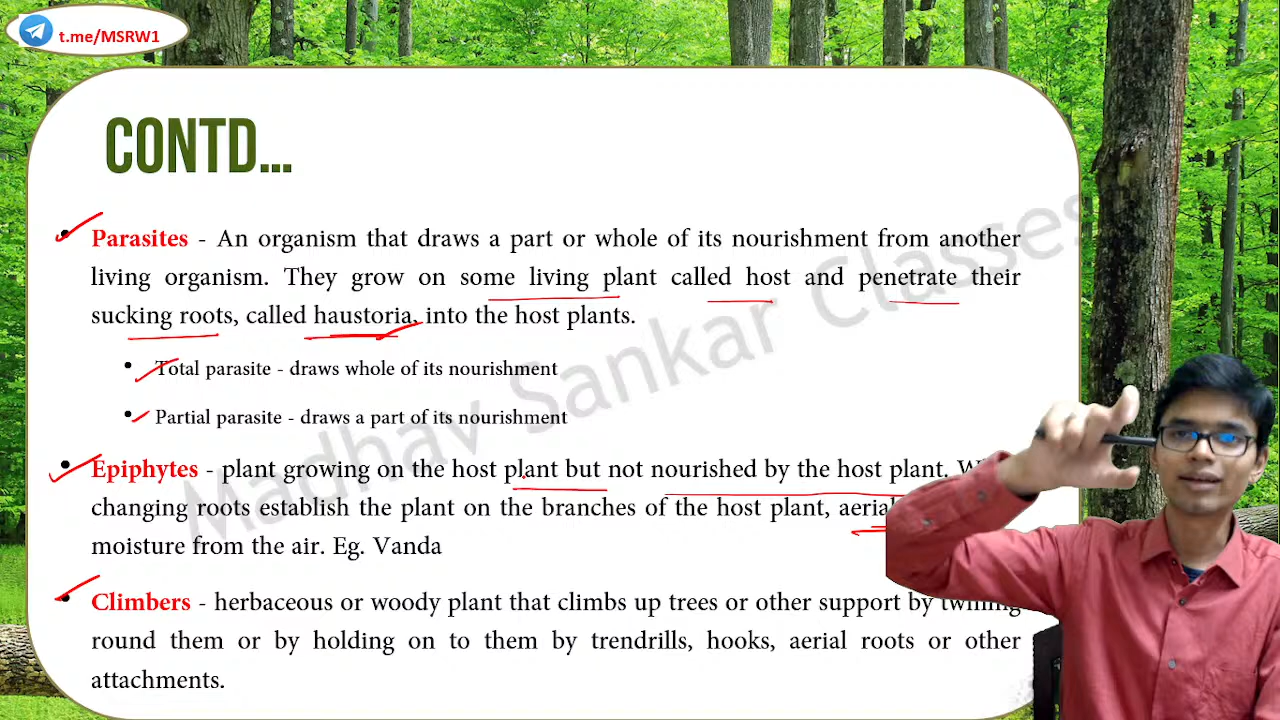 t.me/MSRW1
CONTD...
Parasites - An organism that draws a part or whole of its nourishment from another
living organism. They grow on some living plant called host and penetrate their
sucking roots, called haustoria, into the host plants.
Total parasite - draws whole of its nourishment
Partial parasite - draws a part of its nourishment
Epiphytes - plant growing on the host plant but not nourished by the host plant.
changing roots establish the plant on the branches of the host plant, aerial
moisture from the air. Eg. Vanda
Climbers - herbaceous or woody plant that climbs up trees or other support by twining
round them or by holding on to them by trendrills, hooks, aerial roots or other
attachments.
Madhav Sankar Classes